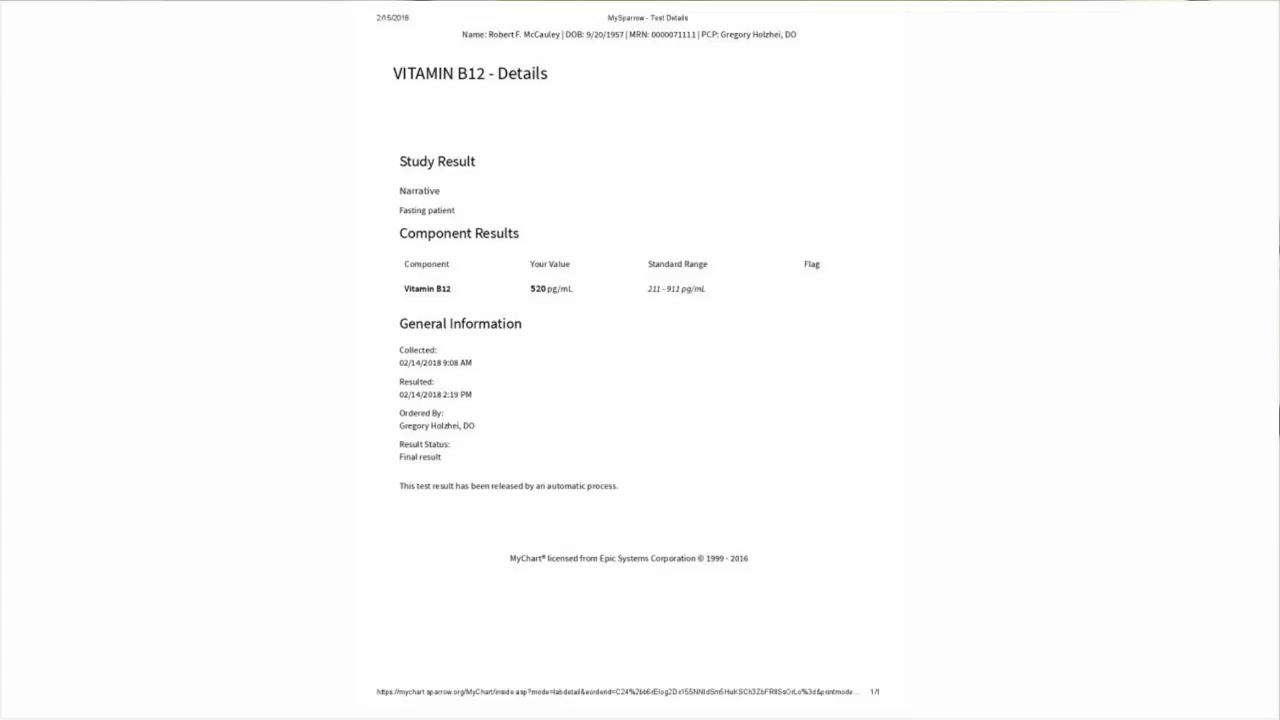 2/15/2018 MySparrow - Test Details
Name: Robert F. McCauley | DOB: 9/20/1957 | MRN: 0000071111 | PCP: Gregory Holzhei, DO
VITAMIN B12 - Details
Study Result
Narrative
Fasting patient
Component Results
Component Your Value Standard Range Flag
Vitamin B12 520 pg/mL 211 - 911 pg/mL
General Information
Collected:
02/14/2018 9:08 AM
Resulted:
02/14/2018 2:19 PM
Ordered By:
Gregory Holzhei, DO
Result Status:
Final result
This test result has been released by an automatic process.
MyChart® licensed from Epic Systems Corporation © 1999 - 2016
1/1